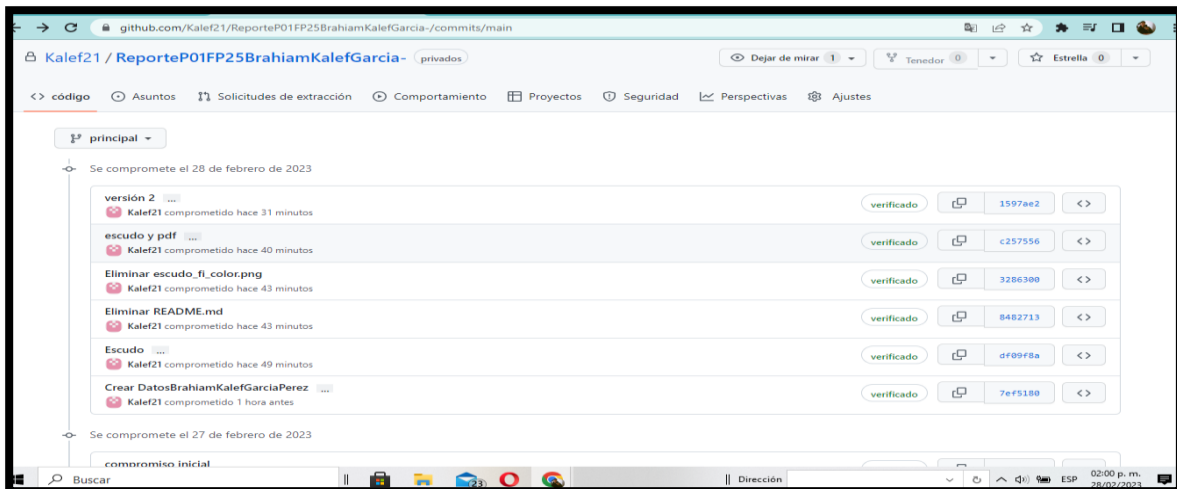 github.com/Kalef21/ReporteP01FP25BrahiamKalefGarcia-/commits/main
Kalef21 / ReporteP01FP25BrahiamKalefGarcia- privados Dejar de mirar 1 Tenedor 0 Estrella 0
<> código Asuntos Solicitudes de extracción Comportamiento Proyectos Seguridad Perspectivas Ajustes
principal
Se compromete el 28 de febrero de 2023
versión 2 ...
Kalef21 comprometido hace 31 minutos verificado 1597ae2 <>
escudo y pdf ...
Kalef21 comprometido hace 40 minutos verificado c257556 <>
Eliminar escudo_fi_color.png
Kalef21 comprometido hace 43 minutos verificado 3286300 <>
Eliminar README.md
Kalef21 comprometido hace 43 minutos verificado 8482713 <>
Escudo ...
Kalef21 comprometido hace 49 minutos verificado df09f8a <>
Crear DatosBrahiamKalefGarciaPerez ...
Kalef21 comprometido 1 hora antes verificado 7ef5180 <>
Se compromete el 27 de febrero de 2023
compromiso inicial
Buscar 23 Dirección ESP 02:00 p. m.
28/02/2023